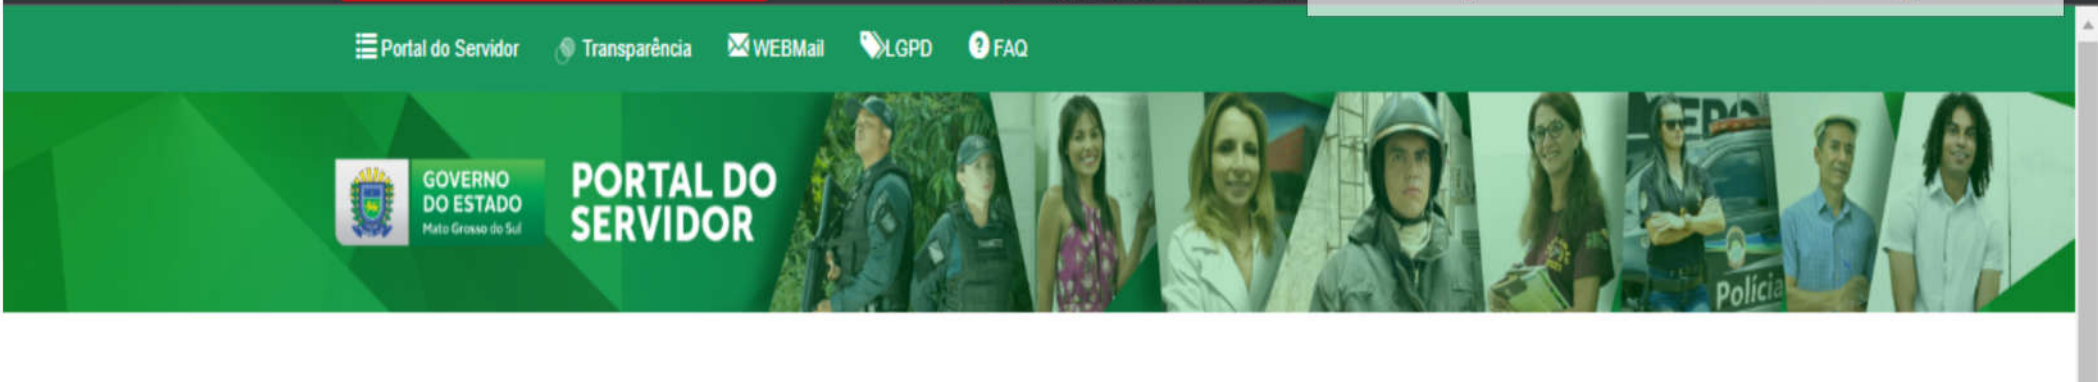 Portal do Servidor Transparência WEBMail LGPD ? FAQ
GOVERNO
DO ESTADO
Mato Grosso do Sul
PORTAL DO
SERVIDOR
Polícia